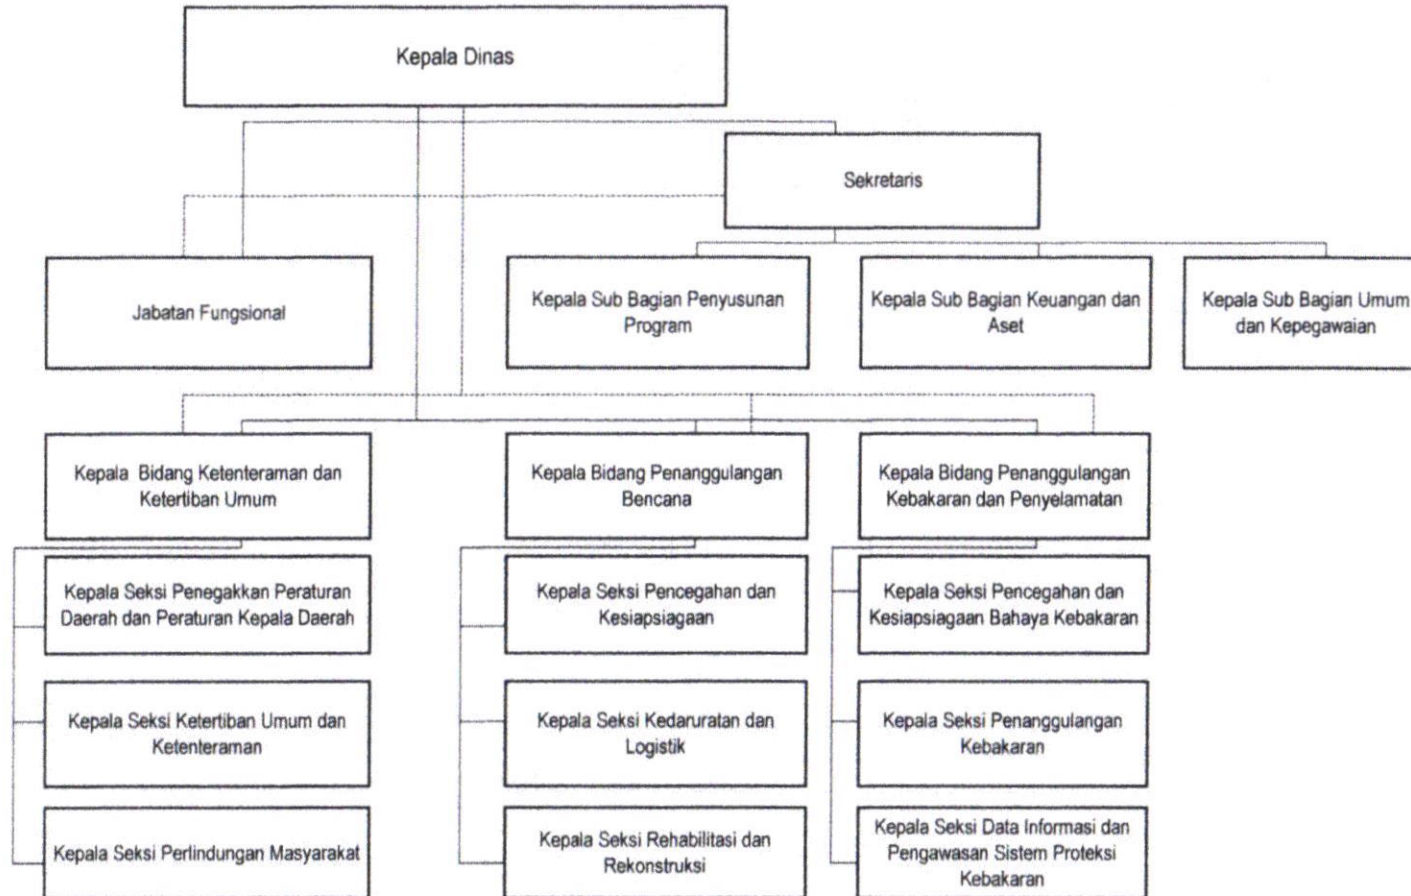 Kepala Dinas
Sekretaris
Jabatan Fungsional
Kepala Sub Bagian Penyusunan
Program
Kepala Sub Bagian Keuangan dan
Aset
Kepala Sub Bagian Umum
dan Kepegawaian
Kepala Bidang Ketenteraman dan
Ketertiban Umum
Kepala Bidang Penanggulangan
Bencana
Kepala Bidang Penanggulangan
Kebakaran dan Penyelamatan
Kepala Seksi Penegakkan Peraturan
Daerah dan Peraturan Kepala Daerah
Kepala Seksi Pencegahan dan
Kesiapsiagaan
Kepala Seksi Pencegahan dan
Kesiapsiagaan Bahaya Kebakaran
Kepala Seksi Ketertiban Umum dan
Ketenteraman
Kepala Seksi Kedaruratan dan
Logistik
Kepala Seksi Penanggulangan
Kebakaran
Kepala Seksi Perlindungan Masyarakat
Kepala Seksi Rehabilitasi dan
Rekonstruksi
Kepala Seksi Data Informasi dan
Pengawasan Sistem Proteksi
Kebakaran